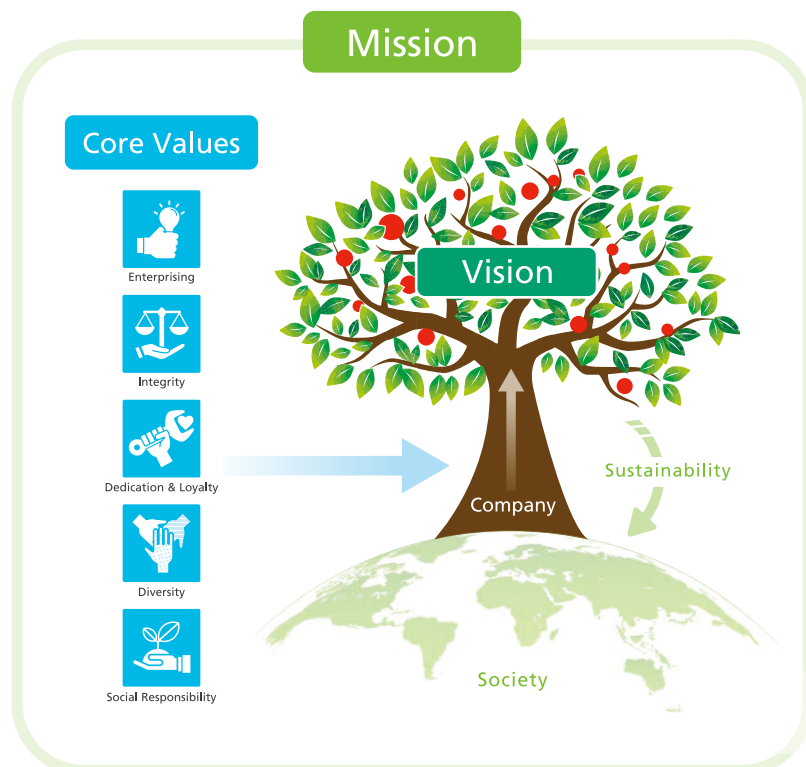 Mission
Core Values
Enterprising
Integrity
Dedication & Loyalty
Diversity
Social Responsibility
Vision
Sustainability
Company
Society